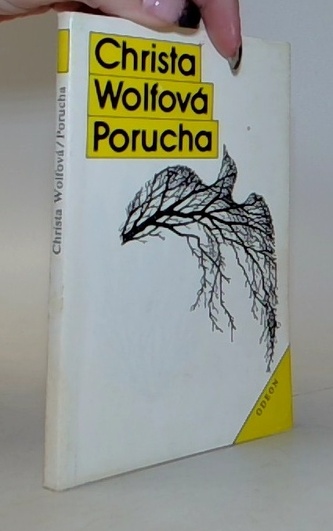 Christa
Wolfová
Porucha
Christa Wolfová / Porucha
ODEON